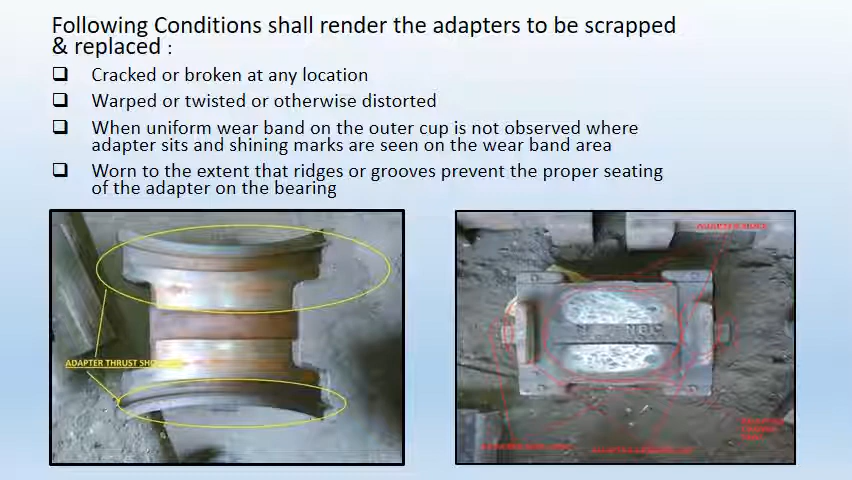 Following Conditions shall render the adapters to be scrapped
& replaced :
Cracked or broken at any location
Warped or twisted or otherwise distorted
When uniform wear band on the outer cup is not observed where
adapter sits and shining marks are seen on the wear band area
Worn to the extent that ridges or grooves prevent the proper seating
of the adapter on the bearing
ADAPTER THRUST
ADAPTER
NBC